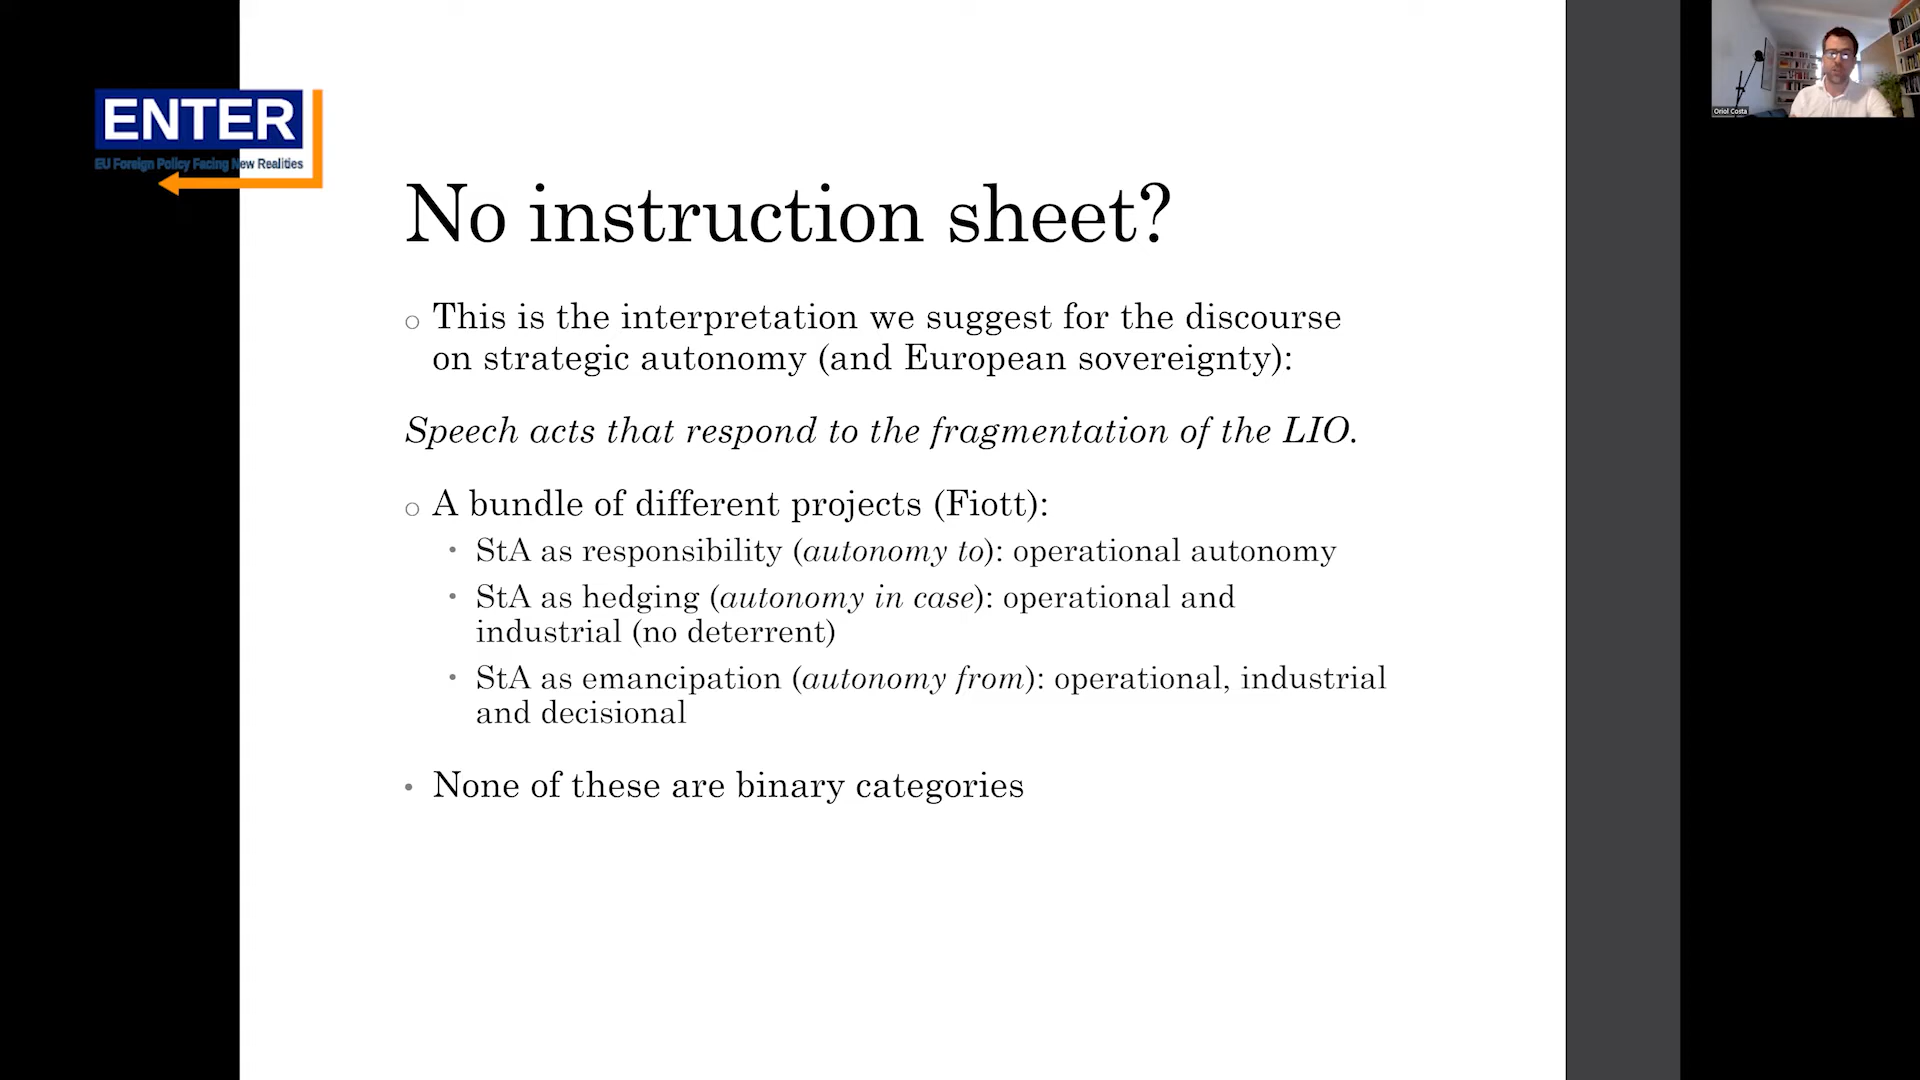 ENTER
EU Foreign Policy Facing New Realities
Oriol Costa
No instruction sheet?
This is the interpretation we suggest for the discourse
on strategic autonomy (and European sovereignty):
Speech acts that respond to the fragmentation of the LIO.
A bundle of different projects (Fiott):
StA as responsibility (autonomy to): operational autonomy
StA as hedging (autonomy in case): operational and
industrial (no deterrent)
StA as emancipation (autonomy from): operational, industrial
and decisional
None of these are binary categories